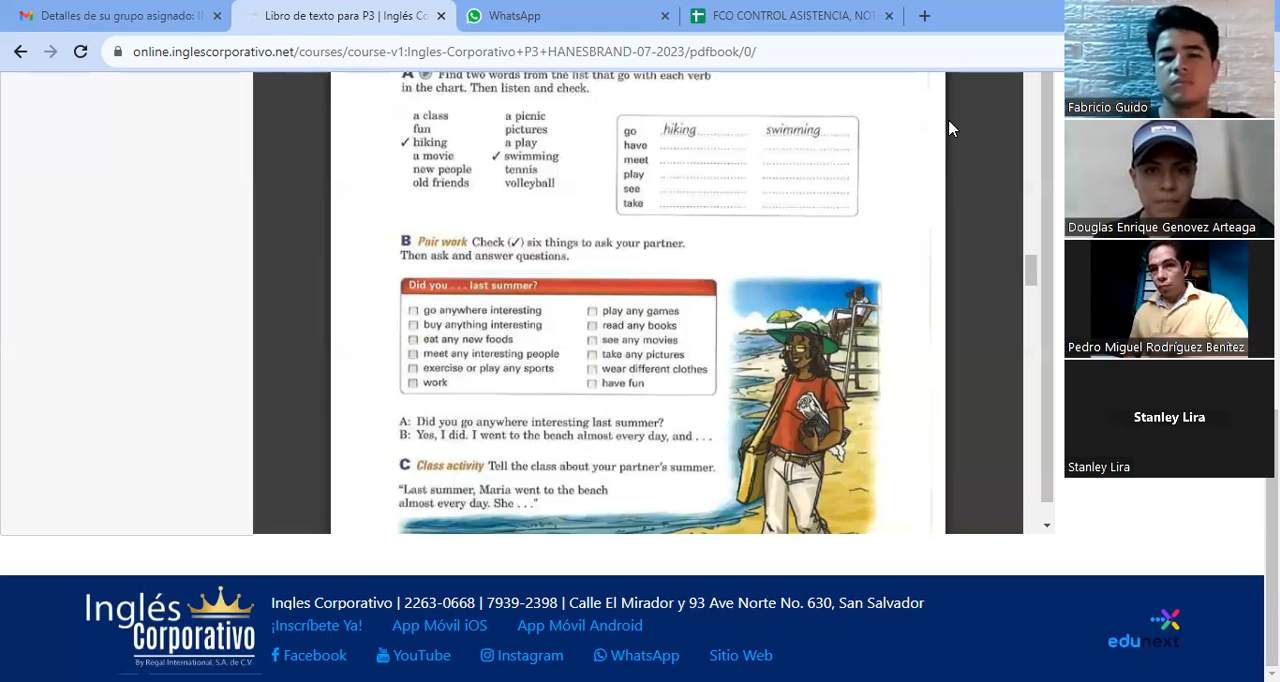 Detalles de su grupo asignado: I
Libro de texto para P3 | Inglés Co
WhatsApp
FCO CONTROL ASISTENCIA, NOT
online.inglescorporativo.net/courses/course-v1:Ingles-Corporativo+P3+HANESBRAND-07-2023/pdfbook/0/
A Find two words from the list that go with each verb
in the chart. Then listen and check.
a class
fun
✓ hiking
a movie
new people
old friends
a picnic
pictures
a play
✓ swimming
tennis
volleyball
go hiking swimming
have
meet
play
see
take
B Pair work Check (✓) six things to ask your partner.
Then ask and answer questions.
Did you . . . last summer?
go anywhere interesting
buy anything interesting
eat any new foods
meet any interesting people
exercise or play any sports
work
play any games
read any books
see any movies
take any pictures
wear different clothes
have fun
A: Did you go anywhere interesting last summer?
B: Yes, I did. I went to the beach almost every day, and . . .
C Class activity Tell the class about your partner's summer.
"Last summer, Maria went to the beach
almost every day. She . . ."
Fabricio Guido
Douglas Enrique Genovez Arteaga
Pedro Miguel Rodríguez Benítez
Stanley Lira
Stanley Lira
Inglés
Corporativo
By Regal International, S.A. de C.V.
Ingles Corporativo | 2263-0668 | 7939-2398 | Calle El Mirador y 93 Ave Norte No. 630, San Salvador
¡Inscríbete Ya! App Móvil iOS App Móvil Android
Facebook YouTube Instagram WhatsApp Sitio Web
edunext